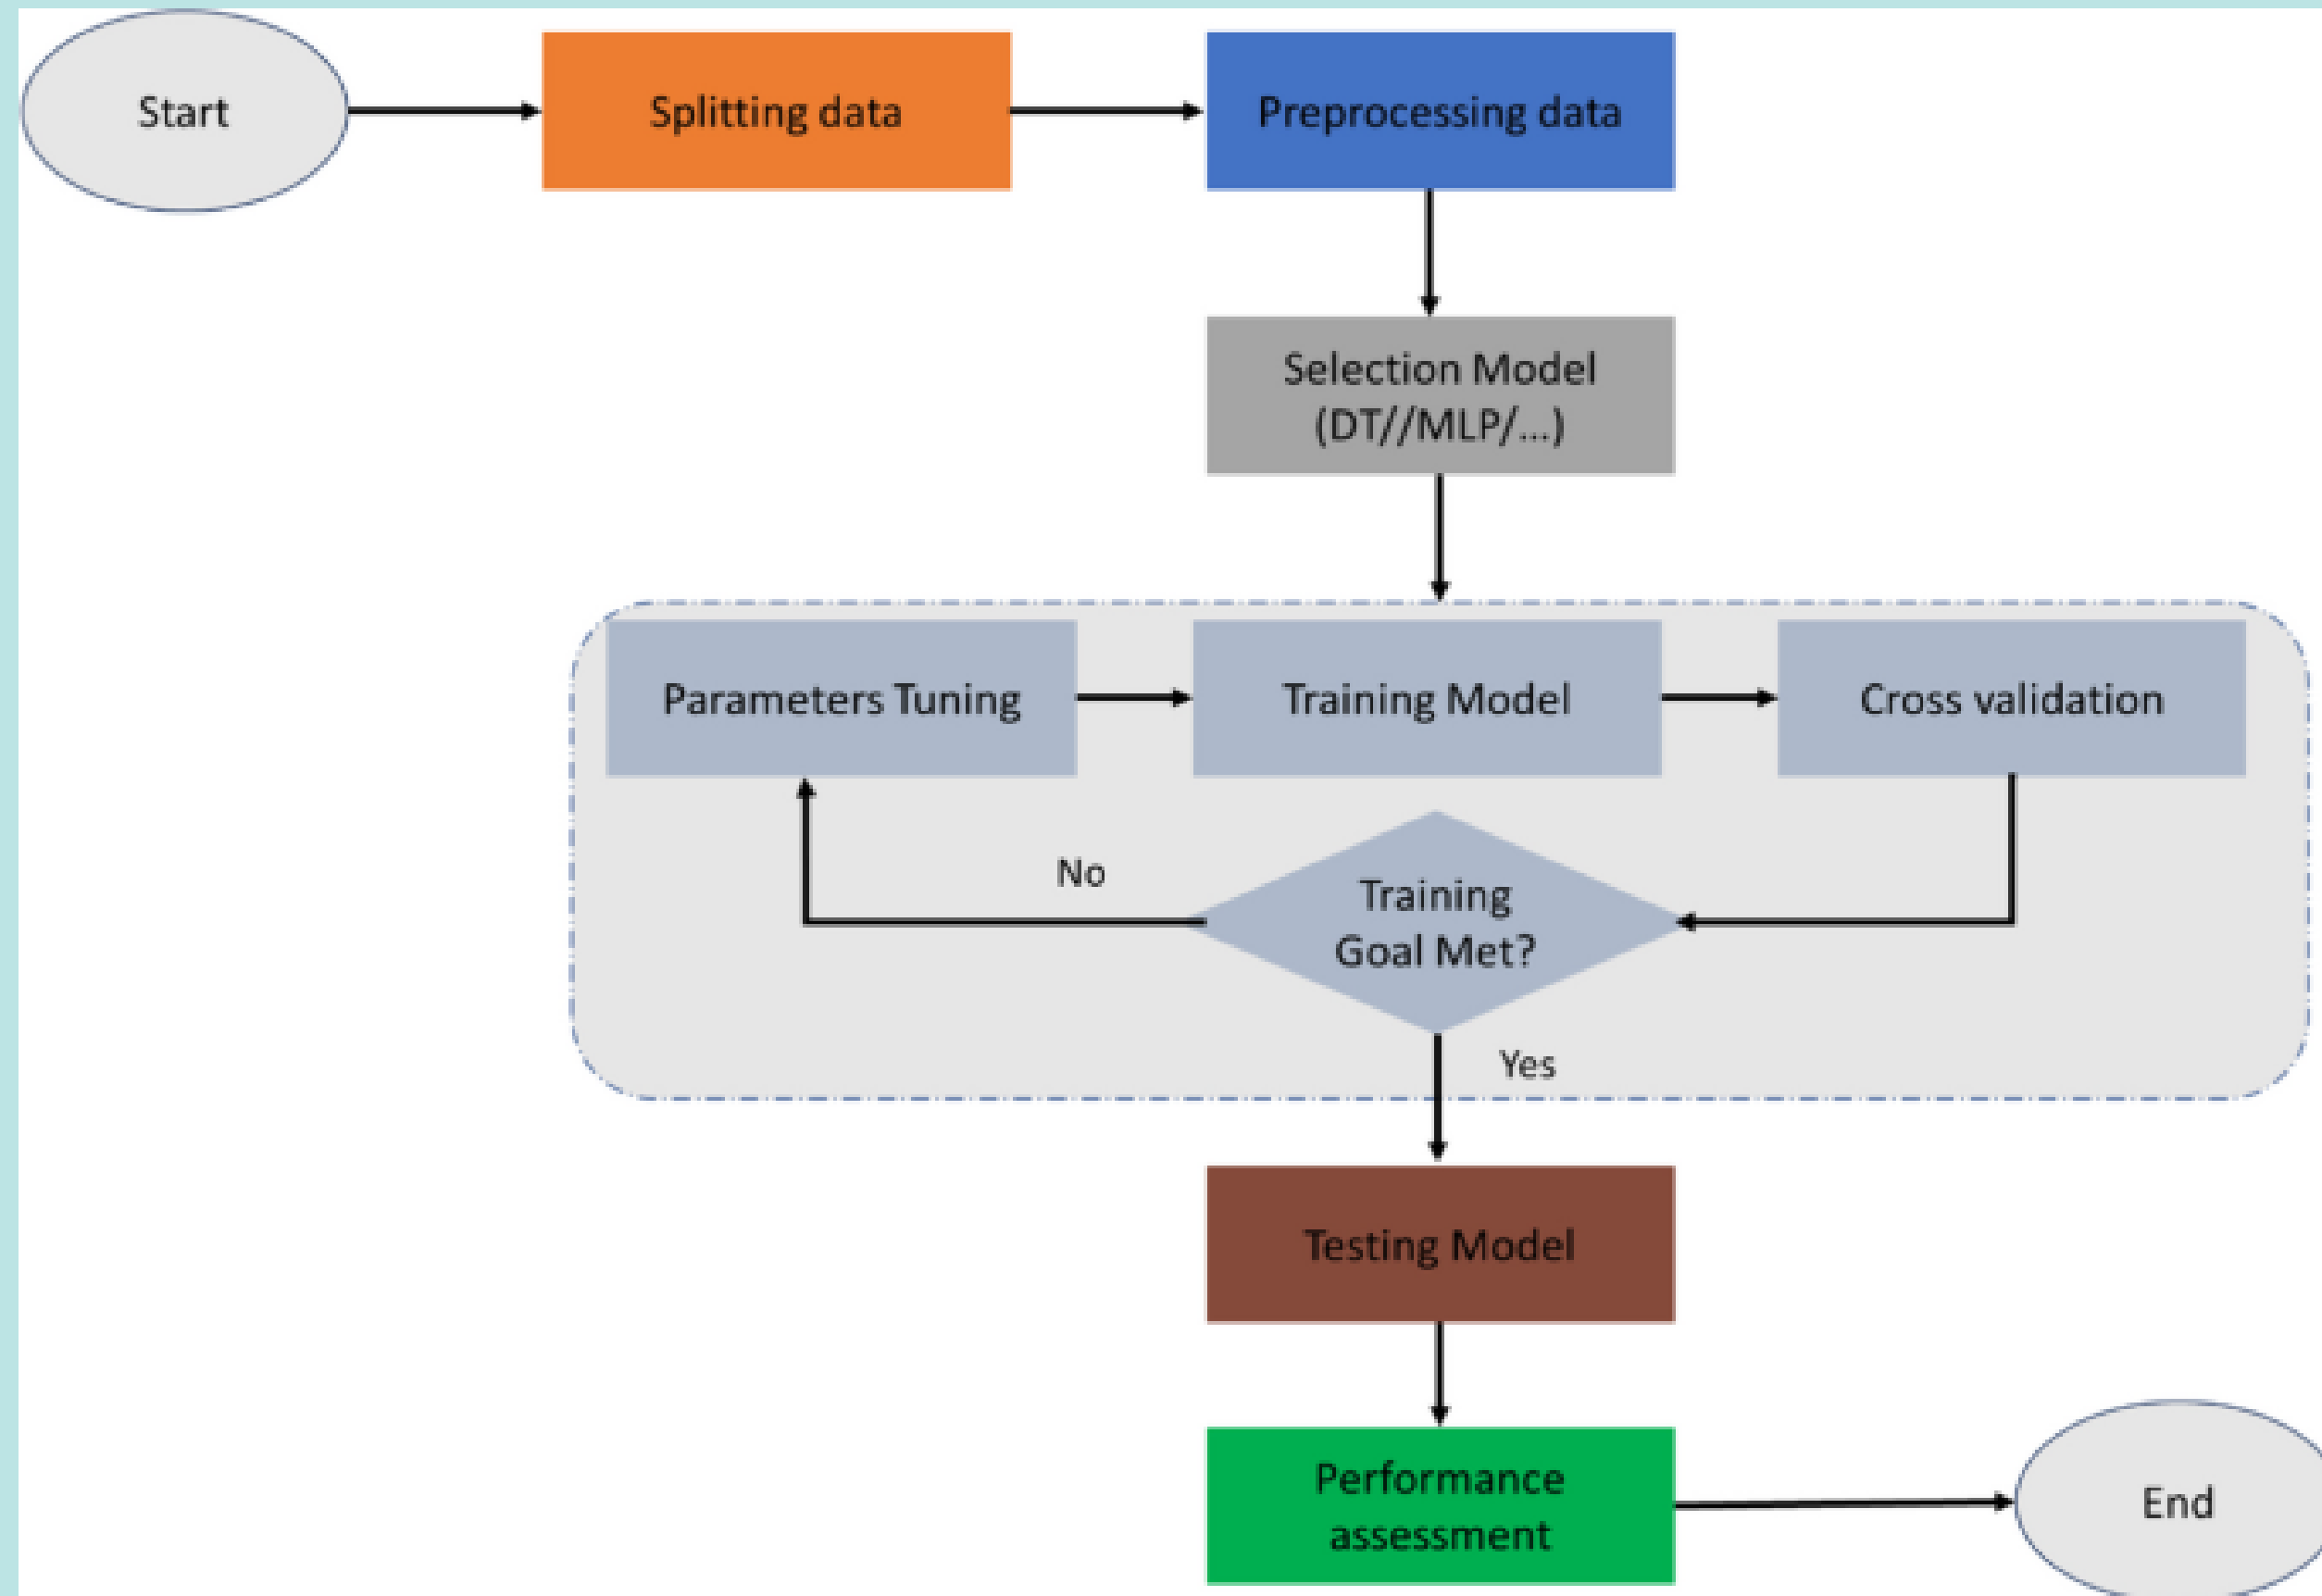 Start
Splitting data
Preprocessing data
Selection Model
(DT//MLP/...)
Parameters Tuning
Training Model
Cross validation
No
Training
Goal Met?
Yes
Testing Model
Performance
assessment
End